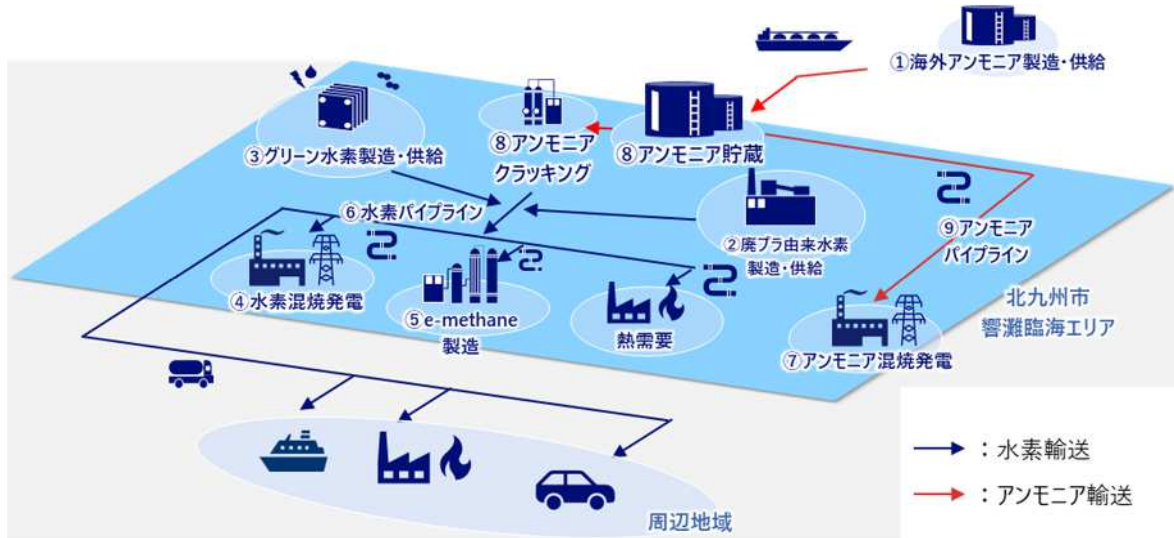 ①海外アンモニア製造・供給
③グリーン水素製造・供給
⑧アンモニア
クラッキング
⑧アンモニア貯蔵
⑥水素パイプライン
②廃プラ由来水素
製造・供給
⑨アンモニア
パイプライン
④水素混焼発電
⑤e-methane
製造
熱需要
⑦アンモニア混焼発電
北九州市
響灘臨海エリア
周辺地域
：水素輸送
：アンモニア輸送